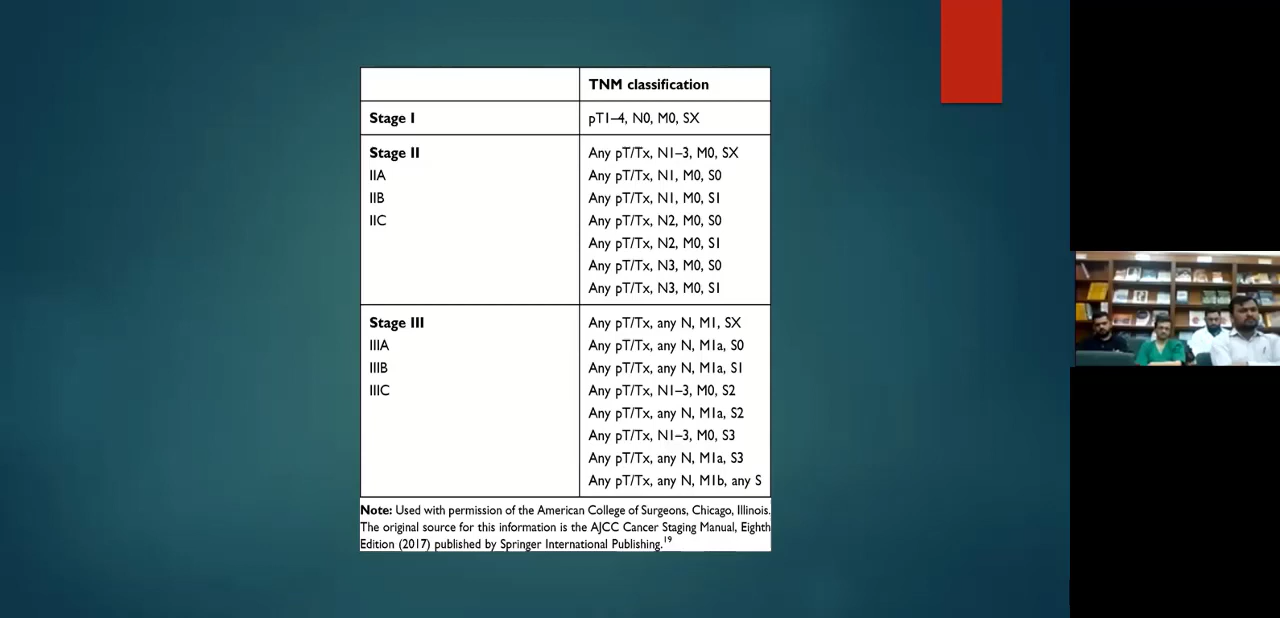 TNM classification
Stage I pT1–4, N0, M0, SX
Stage II Any pT/Tx, N1–3, M0, SX
IIA Any pT/Tx, N1, M0, S0
IIB Any pT/Tx, N1, M0, S1
IIC Any pT/Tx, N2, M0, S0
Any pT/Tx, N2, M0, S1
Any pT/Tx, N3, M0, S0
Any pT/Tx, N3, M0, S1
Stage III Any pT/Tx, any N, M1, SX
IIIA Any pT/Tx, any N, M1a, S0
IIIB Any pT/Tx, any N, M1a, S1
IIIC Any pT/Tx, N1–3, M0, S2
Any pT/Tx, any N, M1a, S2
Any pT/Tx, N1–3, M0, S3
Any pT/Tx, any N, M1a, S3
Any pT/Tx, any N, M1b, any S
Note: Used with permission of the American College of Surgeons, Chicago, Illinois.
The original source for this information is the AJCC Cancer Staging Manual, Eighth
Edition (2017) published by Springer International Publishing.19